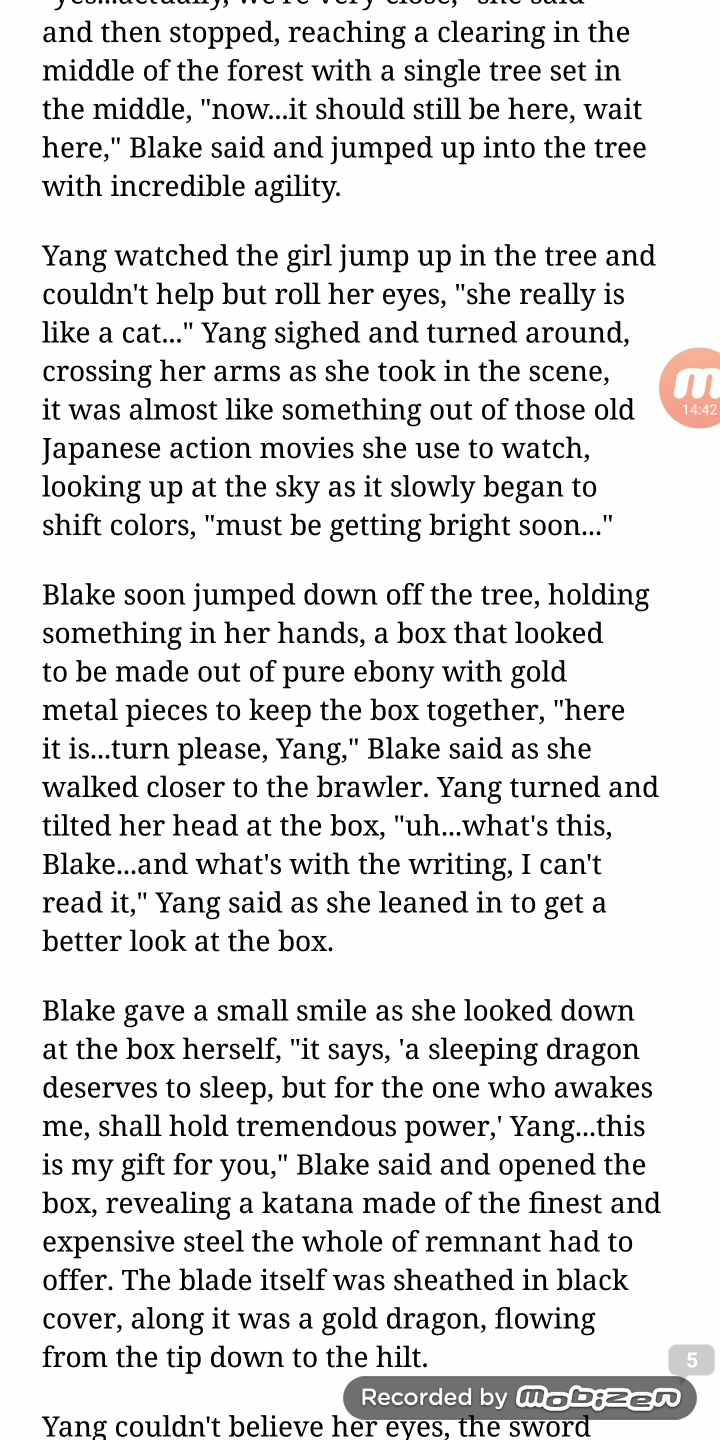 "yes...actually, we're very close," she said
and then stopped, reaching a clearing in the
middle of the forest with a single tree set in
the middle, "now...it should still be here, wait
here," Blake said and jumped up into the tree
with incredible agility.
Yang watched the girl jump up in the tree and
couldn't help but roll her eyes, "she really is
like a cat..." Yang sighed and turned around,
crossing her arms as she took in the scene,
it was almost like something out of those old
Japanese action movies she use to watch,
looking up at the sky as it slowly began to
shift colors, "must be getting bright soon..."
Blake soon jumped down off the tree, holding
something in her hands, a box that looked
to be made out of pure ebony with gold
metal pieces to keep the box together, "here
it is...turn please, Yang," Blake said as she
walked closer to the brawler. Yang turned and
tilted her head at the box, "uh...what's this,
Blake...and what's with the writing, I can't
read it," Yang said as she leaned in to get a
better look at the box.
Blake gave a small smile as she looked down
at the box herself, "it says, 'a sleeping dragon
deserves to sleep, but for the one who awakes
me, shall hold tremendous power,' Yang...this
is my gift for you," Blake said and opened the
box, revealing a katana made of the finest and
expensive steel the whole of remnant had to
offer. The blade itself was sheathed in black
cover, along it was a gold dragon, flowing
from the tip down to the hilt.
Yang couldn't believe her eyes, the sword
m
14:42
5
Recorded by mobizen